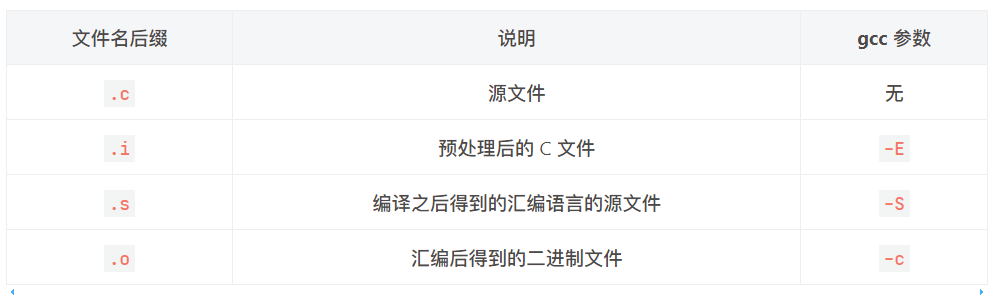 文件名后缀 说明 gcc 参数
.c 源文件 无
.i 预处理后的 C 文件 -E
.s 编译之后得到的汇编语言的源文件 -S
.o 汇编后得到的二进制文件 -c